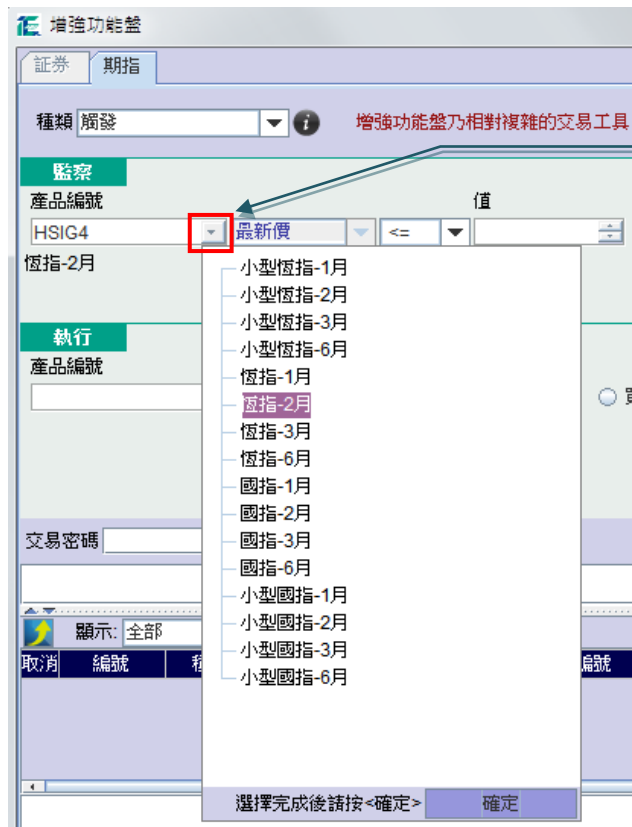 增強功能盤
証券 期指
種類 觸發 增強功能盤乃相對複雜的交易工具
監察
產品編號 值
HSIG4 最新價 <=
恆指-2月
小型恆指-1月
小型恆指-2月
小型恆指-3月
小型恆指-6月
恆指-1月
恆指-2月
恆指-3月
恆指-6月
國指-1月
國指-2月
國指-3月
國指-6月
小型國指-1月
小型國指-2月
小型國指-3月
小型國指-6月
選擇完成後請按<確定> 確定
執行
產品編號
交易密碼
顯示: 全部
取消 編號